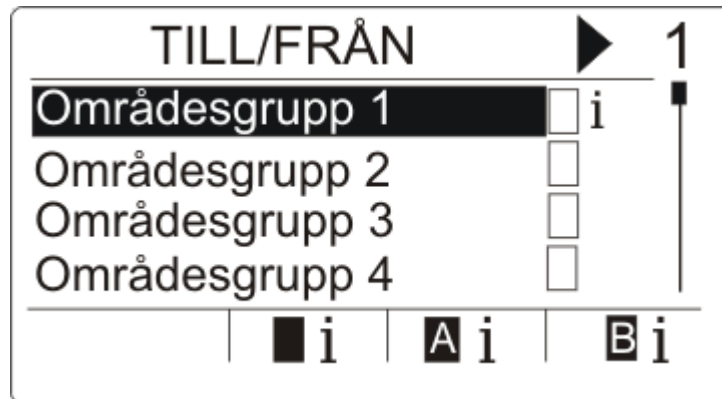 TILL/FRÅN 1
Områdesgrupp 1 i
Områdesgrupp 2
Områdesgrupp 3
Områdesgrupp 4
i A i B i